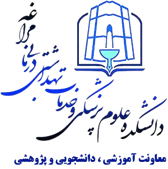 دانشکده علوم پزشکی و خدمات بهداشتی درمانی مراغه
معاونت آموزشی ، دانشجویی و پژوهشی